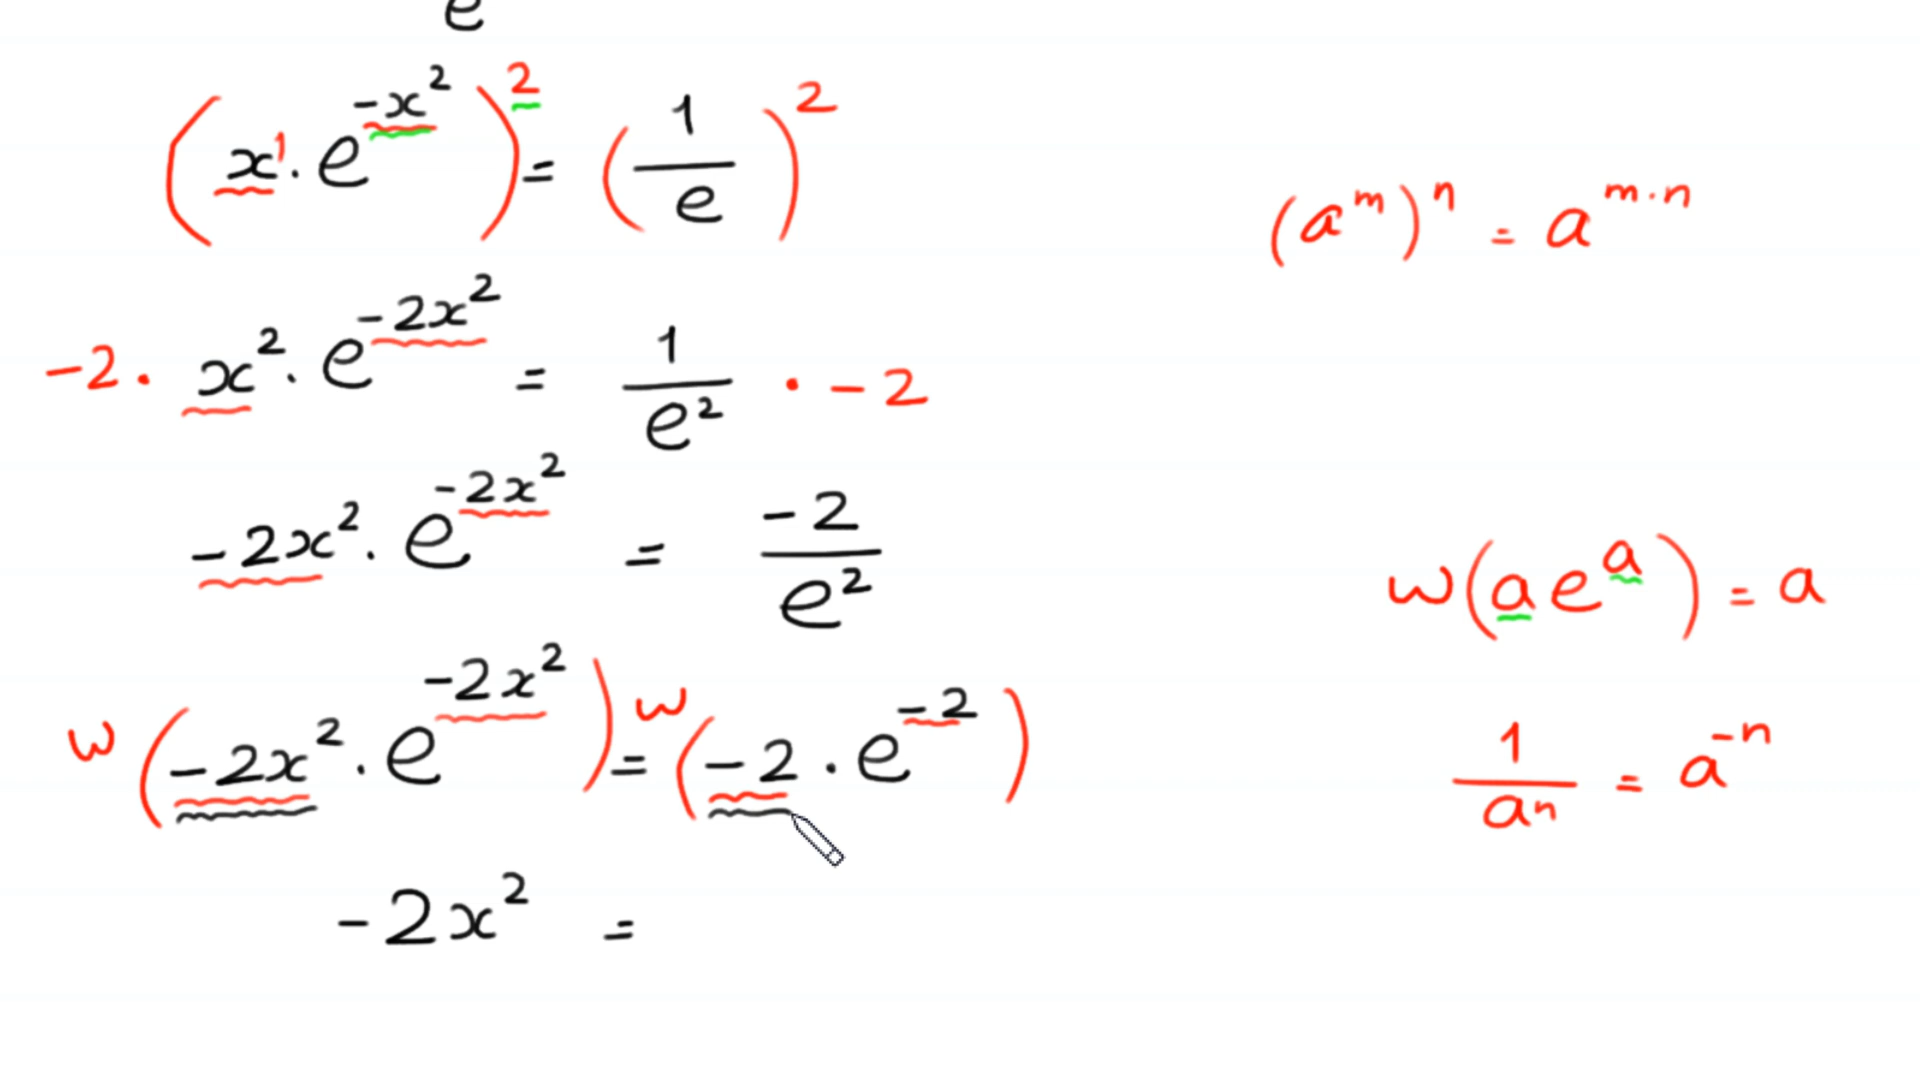 e
(x¹ · e^(-x²))² = (1/e)²
(a^m)^n = a^(m·n)
-2 · x² · e^(-2x²) = 1/e² · -2
-2x² · e^(-2x²) = -2/e²
w(a e^a) = a
w(-2x² · e^(-2x²)) = w(-2 · e^(-2))
1/a^n = a^(-n)
-2x² =